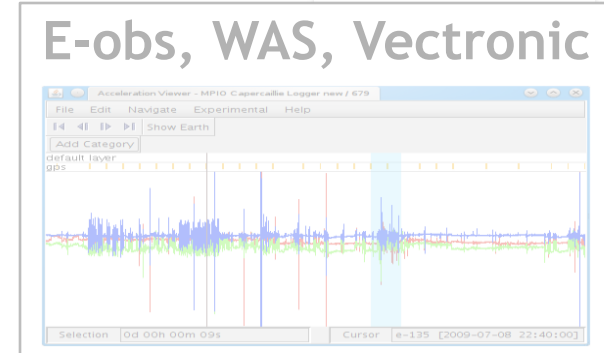 E-obs, WAS, Vectronic
Acceleration Viewer - MPIO Capercaillie Logger new / 679
File Edit Navigate Experimental Help
Show Earth
Add Category
default layer
gps
Selection 0d 00h 00m 09s Cursor e-135 [2009-07-08 22:40:00]